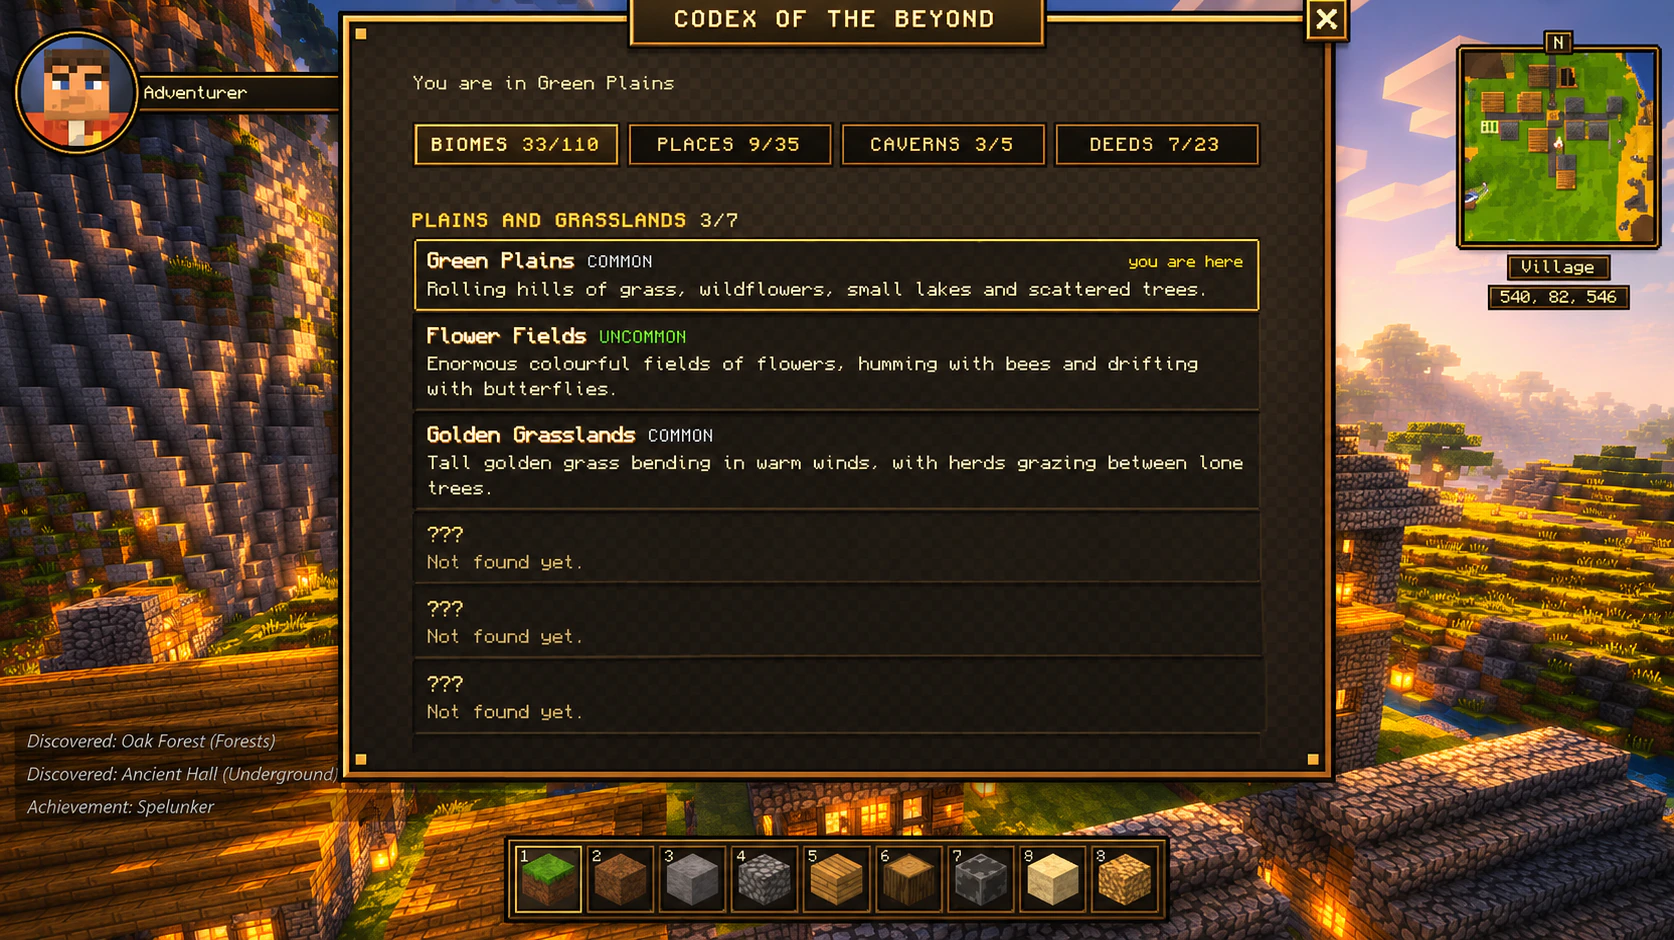 CODEX OF THE BEYOND
Adventurer
N
You are in Green Plains
BIOMES 33/110
PLACES 9/35
CAVERNS 3/5
DEEDS 7/23
PLAINS AND GRASSLANDS 3/7
Green Plains COMMON
you are here
Rolling hills of grass, wildflowers, small lakes and scattered trees.
Flower Fields UNCOMMON
Enormous colourful fields of flowers, humming with bees and drifting
with butterflies.
Golden Grasslands COMMON
Tall golden grass bending in warm winds, with herds grazing between lone
trees.
???
Not found yet.
???
Not found yet.
???
Not found yet.
Village
540, 82, 546
Discovered: Oak Forest (Forests)
Discovered: Ancient Hall (Underground)
Achievement: Spelunker
1
2
3
4
5
6
7
8
8